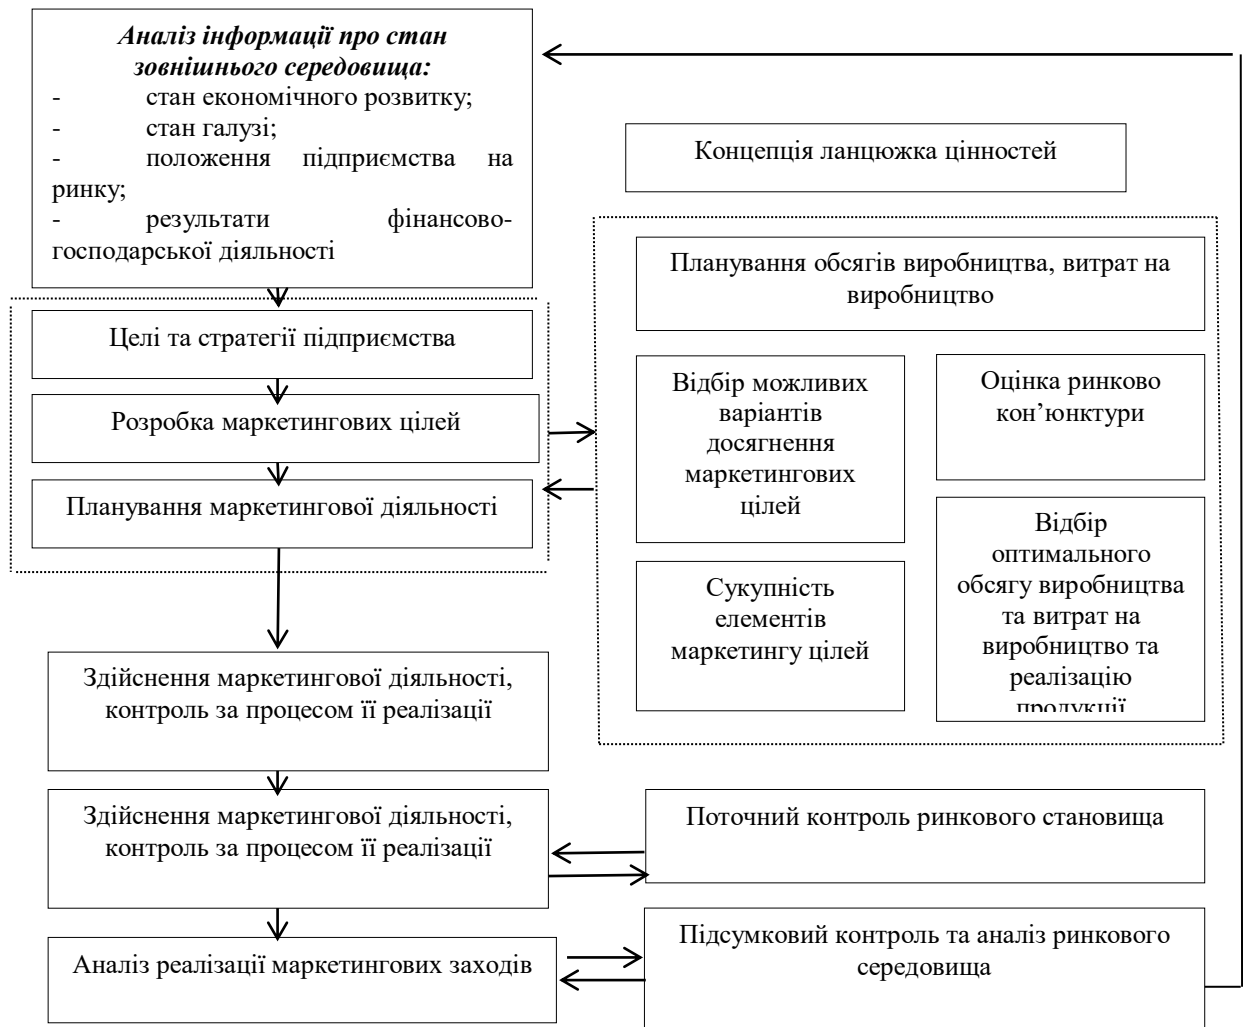 Аналіз інформації про стан
зовнішнього середовища:
- стан економічного розвитку;
- стан галузі;
- положення підприємства на
ринку;
- результати фінансово-
господарської діяльності
Концепція ланцюжка цінностей
Планування обсягів виробництва, витрат на
виробництво
Цілі та стратегії підприємства
Розробка маркетингових цілей
Планування маркетингової діяльності
Відбір можливих
варіантів
досягнення
маркетингових
цілей
Оцінка ринково
кон’юнктури
Сукупність
елементів
маркетингу цілей
Відбір
оптимального
обсягу виробництва
та витрат на
виробництво та
реалізацію
продукції
Здійснення маркетингової діяльності,
контроль за процесом її реалізації
Здійснення маркетингової діяльності,
контроль за процесом її реалізації
Поточний контроль ринкового становища
Аналіз реалізації маркетингових заходів
Підсумковий контроль та аналіз ринкового
середовища